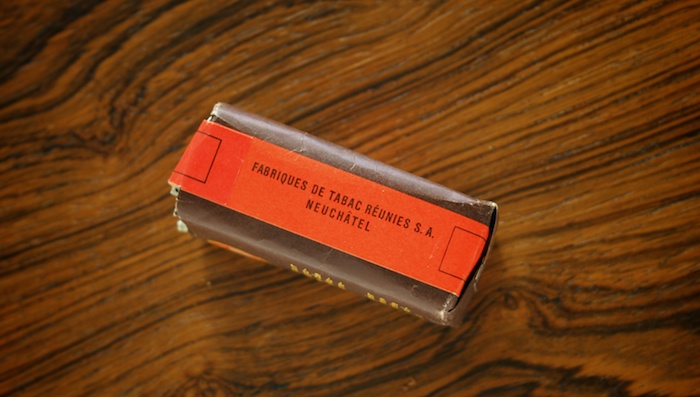 FABRIQUES DE TABAC RÉUNIES S. A.
NEUCHÂTEL